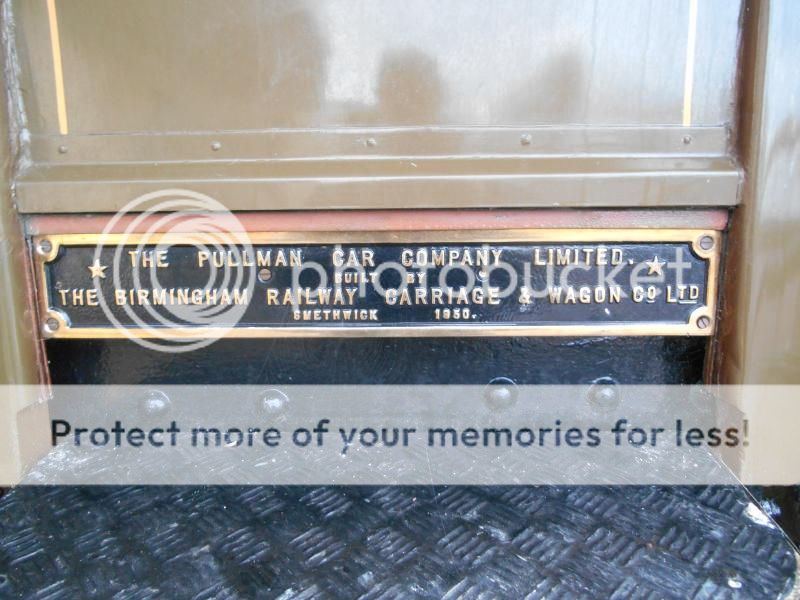 THE PULLMAN CAR COMPANY LIMITED.
BUILT BY
THE BIRMINGHAM RAILWAY CARRIAGE & WAGON Cº LTD
SMETHWICK 1950.
photobucket
Protect more of your memories for less!